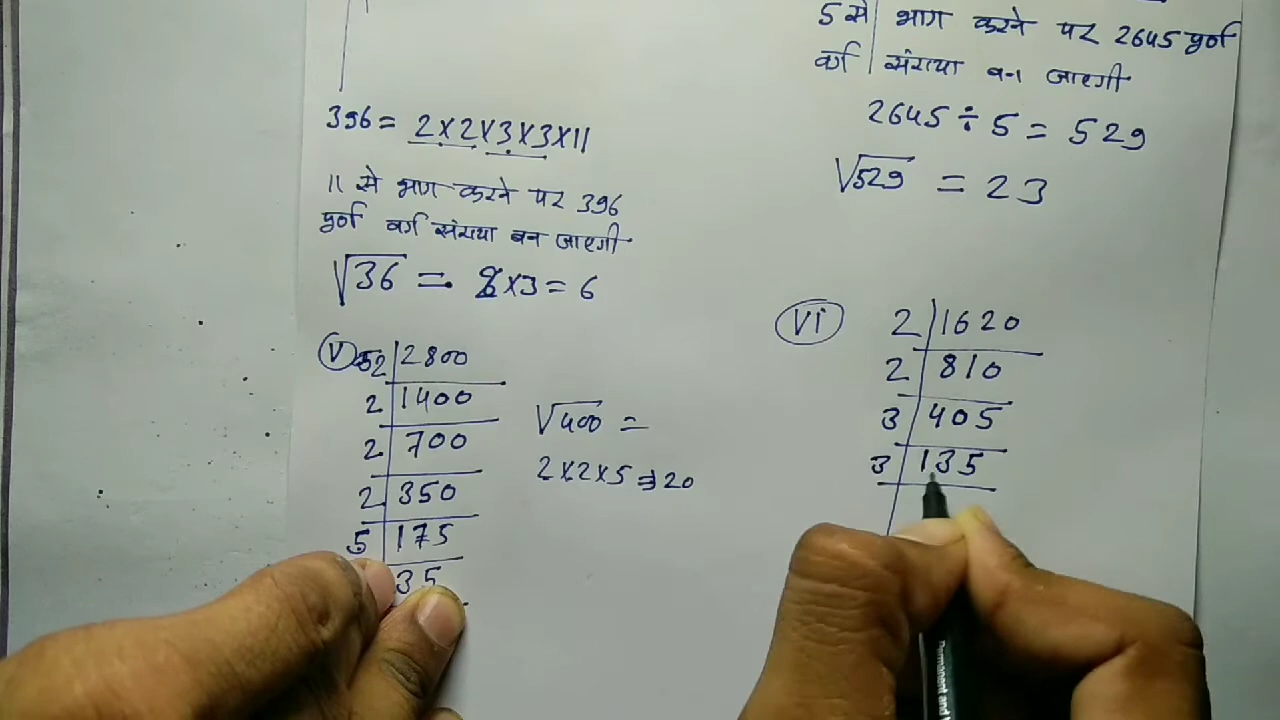 5 से भाग करने पर 2645 पूर्ण
वर्ग संख्या बन जाएगी
2645 ÷ 5 = 529
√529 = 23
396 = 2×2×3×3×11
11 से भाग करने पर 396
पूर्ण वर्ग संख्या बन जाएगी
√36 = 2×3 = 6
V
2 | 2800
2 | 1400
2 | 700
2 | 350
5 | 175
35
√400 =
2×2×5 = 20
VI
2 | 1620
2 | 810
3 | 405
3 | 135
Permanent and